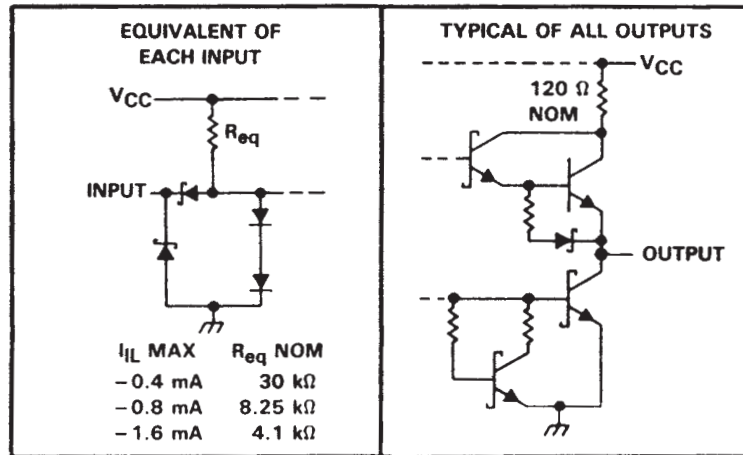 EQUIVALENT OF
EACH INPUT
VCC
Req
INPUT
IIL MAX Req NOM
−0.4 mA 30 kΩ
−0.8 mA 8.25 kΩ
−1.6 mA 4.1 kΩ
TYPICAL OF ALL OUTPUTS
VCC
120 Ω
NOM
OUTPUT